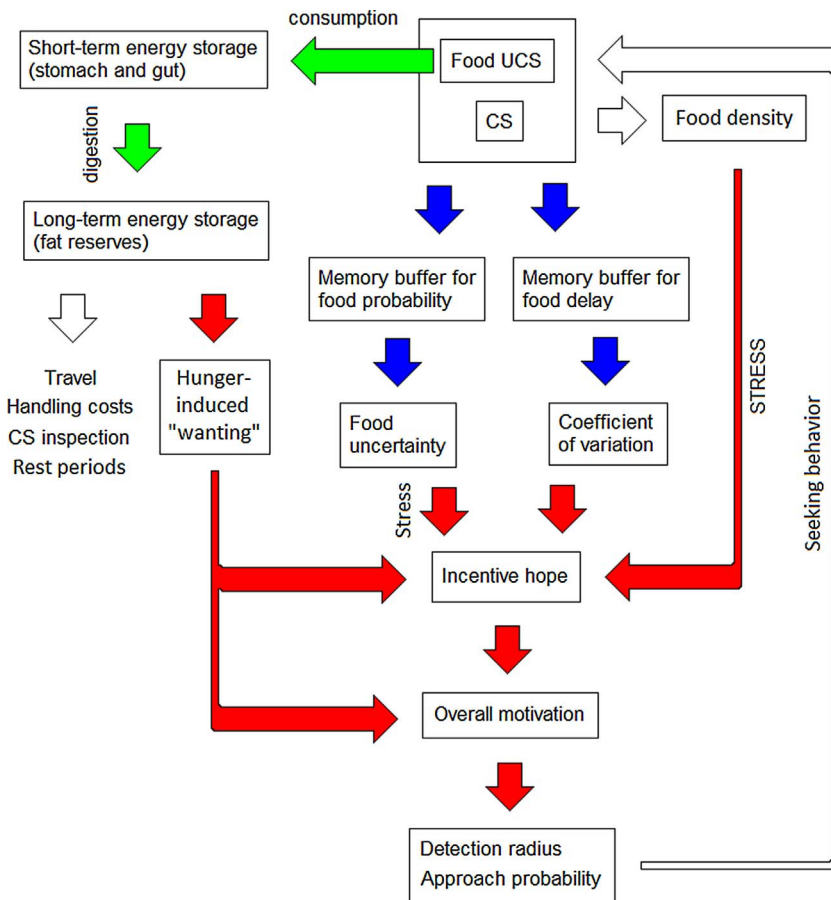 consumption
Short-term energy storage
(stomach and gut)
Food UCS
CS
Food density
digestion
Long-term energy storage
(fat reserves)
Memory buffer for
food probability
Memory buffer for
food delay
STRESS
Seeking behavior
Travel
Handling costs
CS inspection
Rest periods
Hunger-
induced
"wanting"
Food
uncertainty
Coefficient
of variation
Stress
Incentive hope
Overall motivation
Detection radius
Approach probability